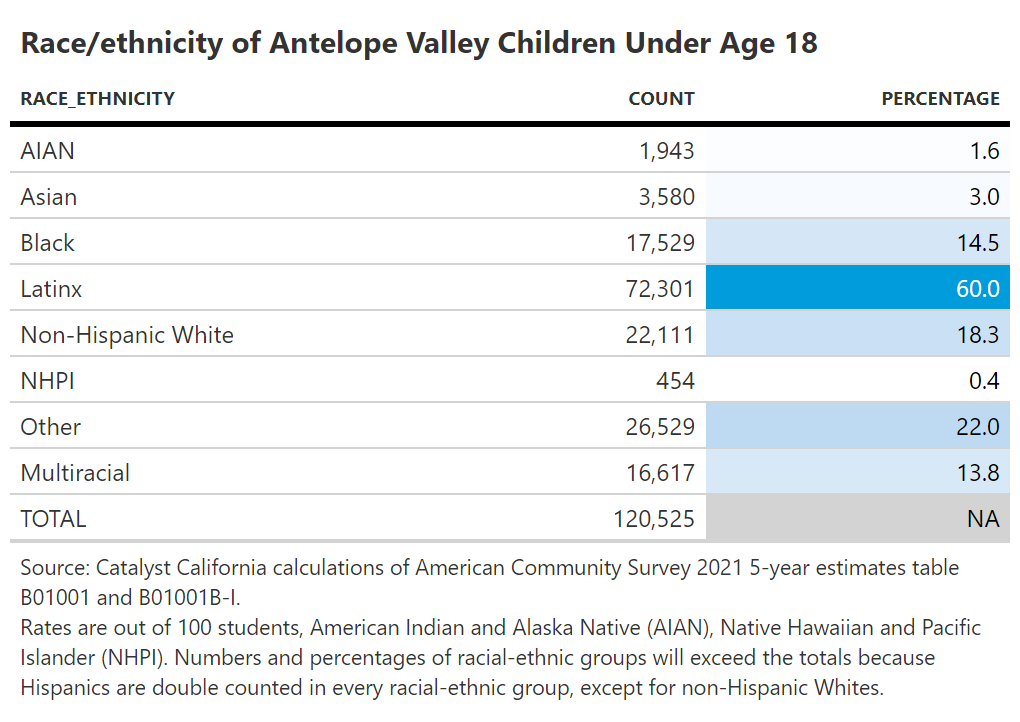 Race/ethnicity of Antelope Valley Children Under Age 18
RACE_ETHNICITY COUNT PERCENTAGE
AIAN 1,943 1.6
Asian 3,580 3.0
Black 17,529 14.5
Latinx 72,301 60.0
Non-Hispanic White 22,111 18.3
NHPI 454 0.4
Other 26,529 22.0
Multiracial 16,617 13.8
TOTAL 120,525 NA
Source: Catalyst California calculations of American Community Survey 2021 5-year estimates table
B01001 and B01001B-I.
Rates are out of 100 students, American Indian and Alaska Native (AIAN), Native Hawaiian and Pacific
Islander (NHPI). Numbers and percentages of racial-ethnic groups will exceed the totals because
Hispanics are double counted in every racial-ethnic group, except for non-Hispanic Whites.